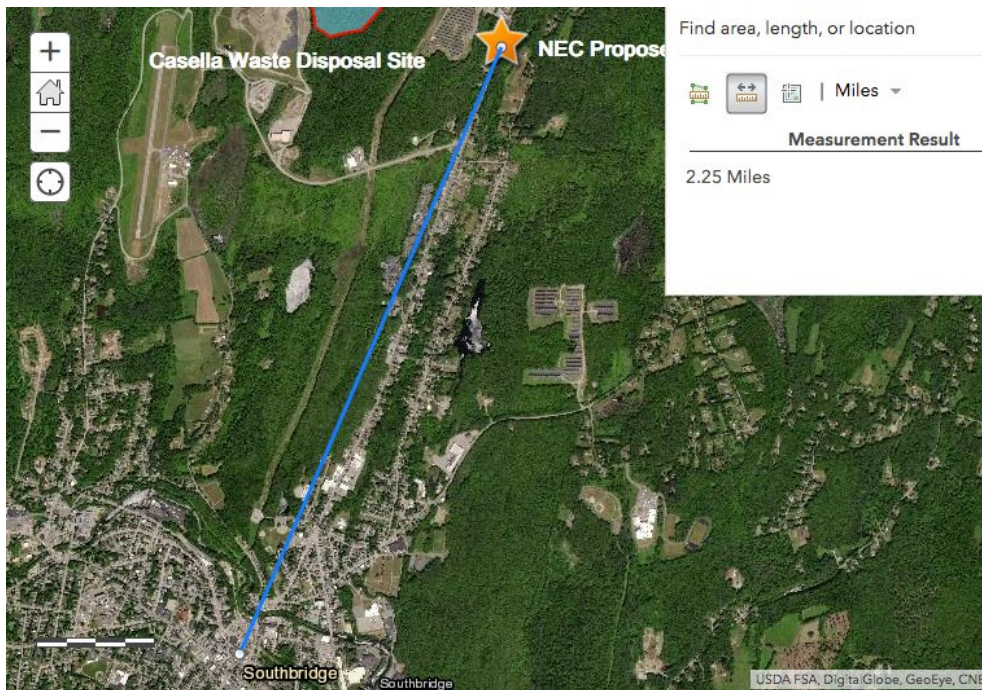 Find area, length, or location
Casella Waste Disposal Site
NEC Propose
| Miles
Measurement Result
2.25 Miles
Southbridge
Southbridge
USDA FSA, DigitalGlobe, GeoEye, CNE